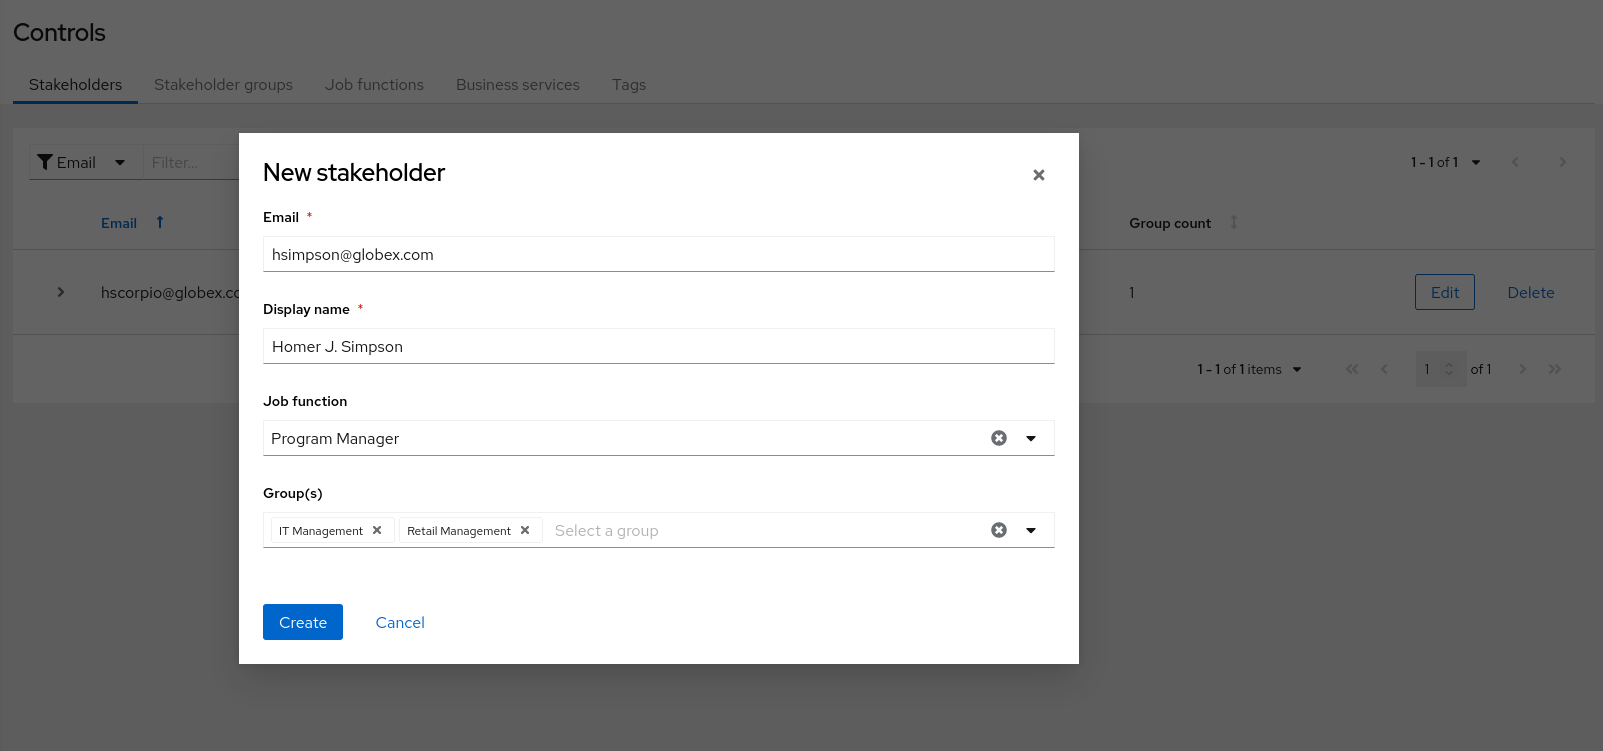 Controls
Stakeholders Stakeholder groups Job functions Business services Tags
Email Filter... 1 - 1 of 1
New stakeholder
Email Group count
Email *
hsimpson@globex.com
hscorpio@globex.co 1 Edit Delete
Display name *
Homer J. Simpson
1 - 1 of 1 items 1 of 1
Job function
Program Manager
Group(s)
IT Management Retail Management Select a group
Create Cancel